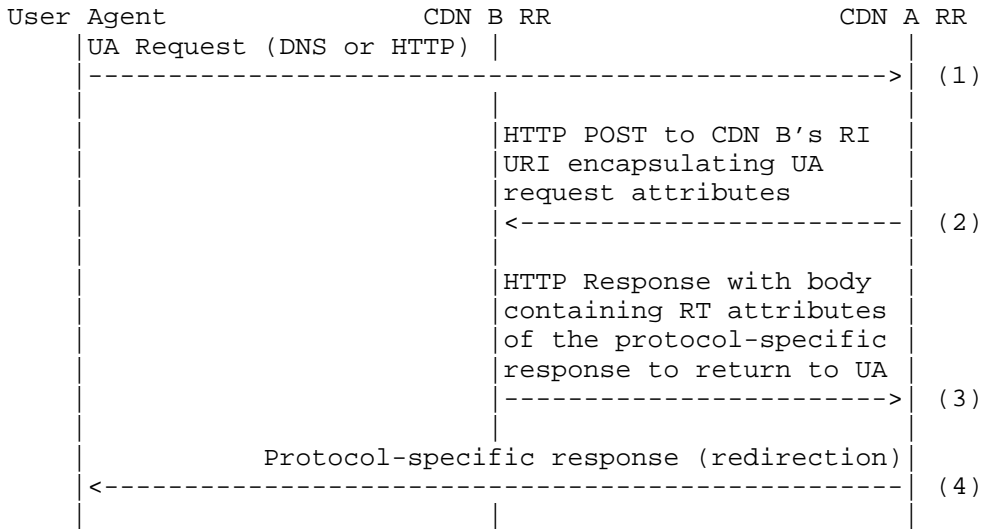 User Agent CDN B RR CDN A RR
UA Request (DNS or HTTP)
(1)
HTTP POST to CDN B's RI
URI encapsulating UA
request attributes
(2)
HTTP Response with body
containing RT attributes
of the protocol-specific
response to return to UA
(3)
Protocol-specific response (redirection)
(4)